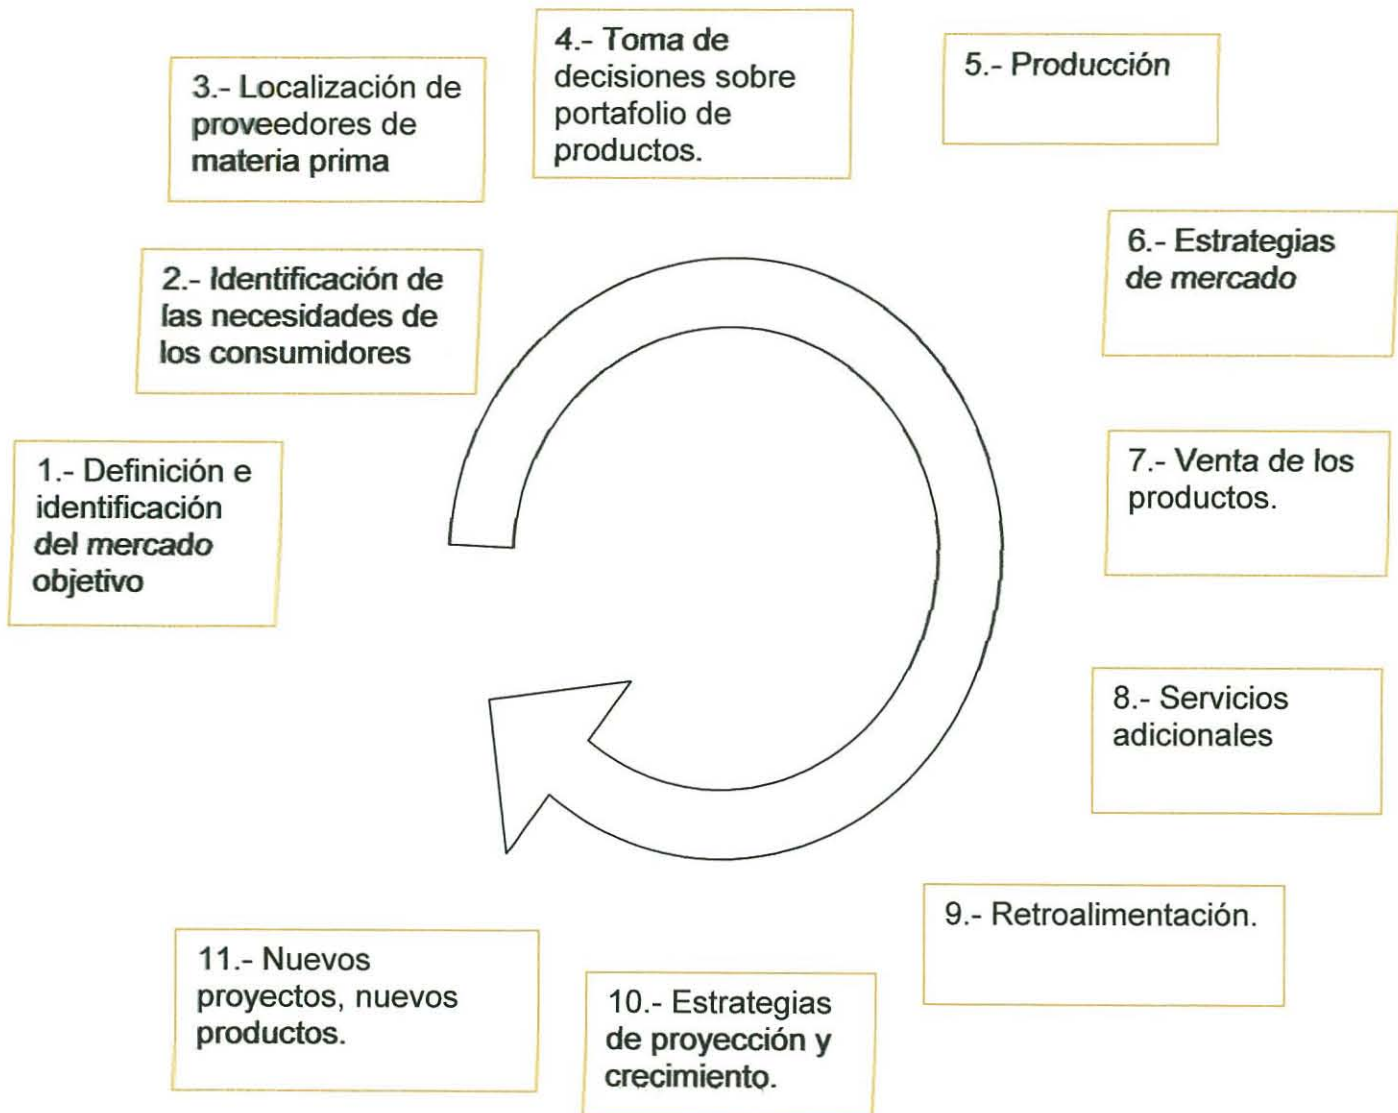 1.- Definición e
identificación
del mercado
objetivo
2.- Identificación de
las necesidades de
los consumidores
3.- Localización de
proveedores de
materia prima
4.- Toma de
decisiones sobre
portafolio de
productos.
5.- Producción
6.- Estrategias
de mercado
7.- Venta de los
productos.
8.- Servicios
adicionales
9.- Retroalimentación.
10.- Estrategias
de proyección y
crecimiento.
11.- Nuevos
proyectos, nuevos
productos.